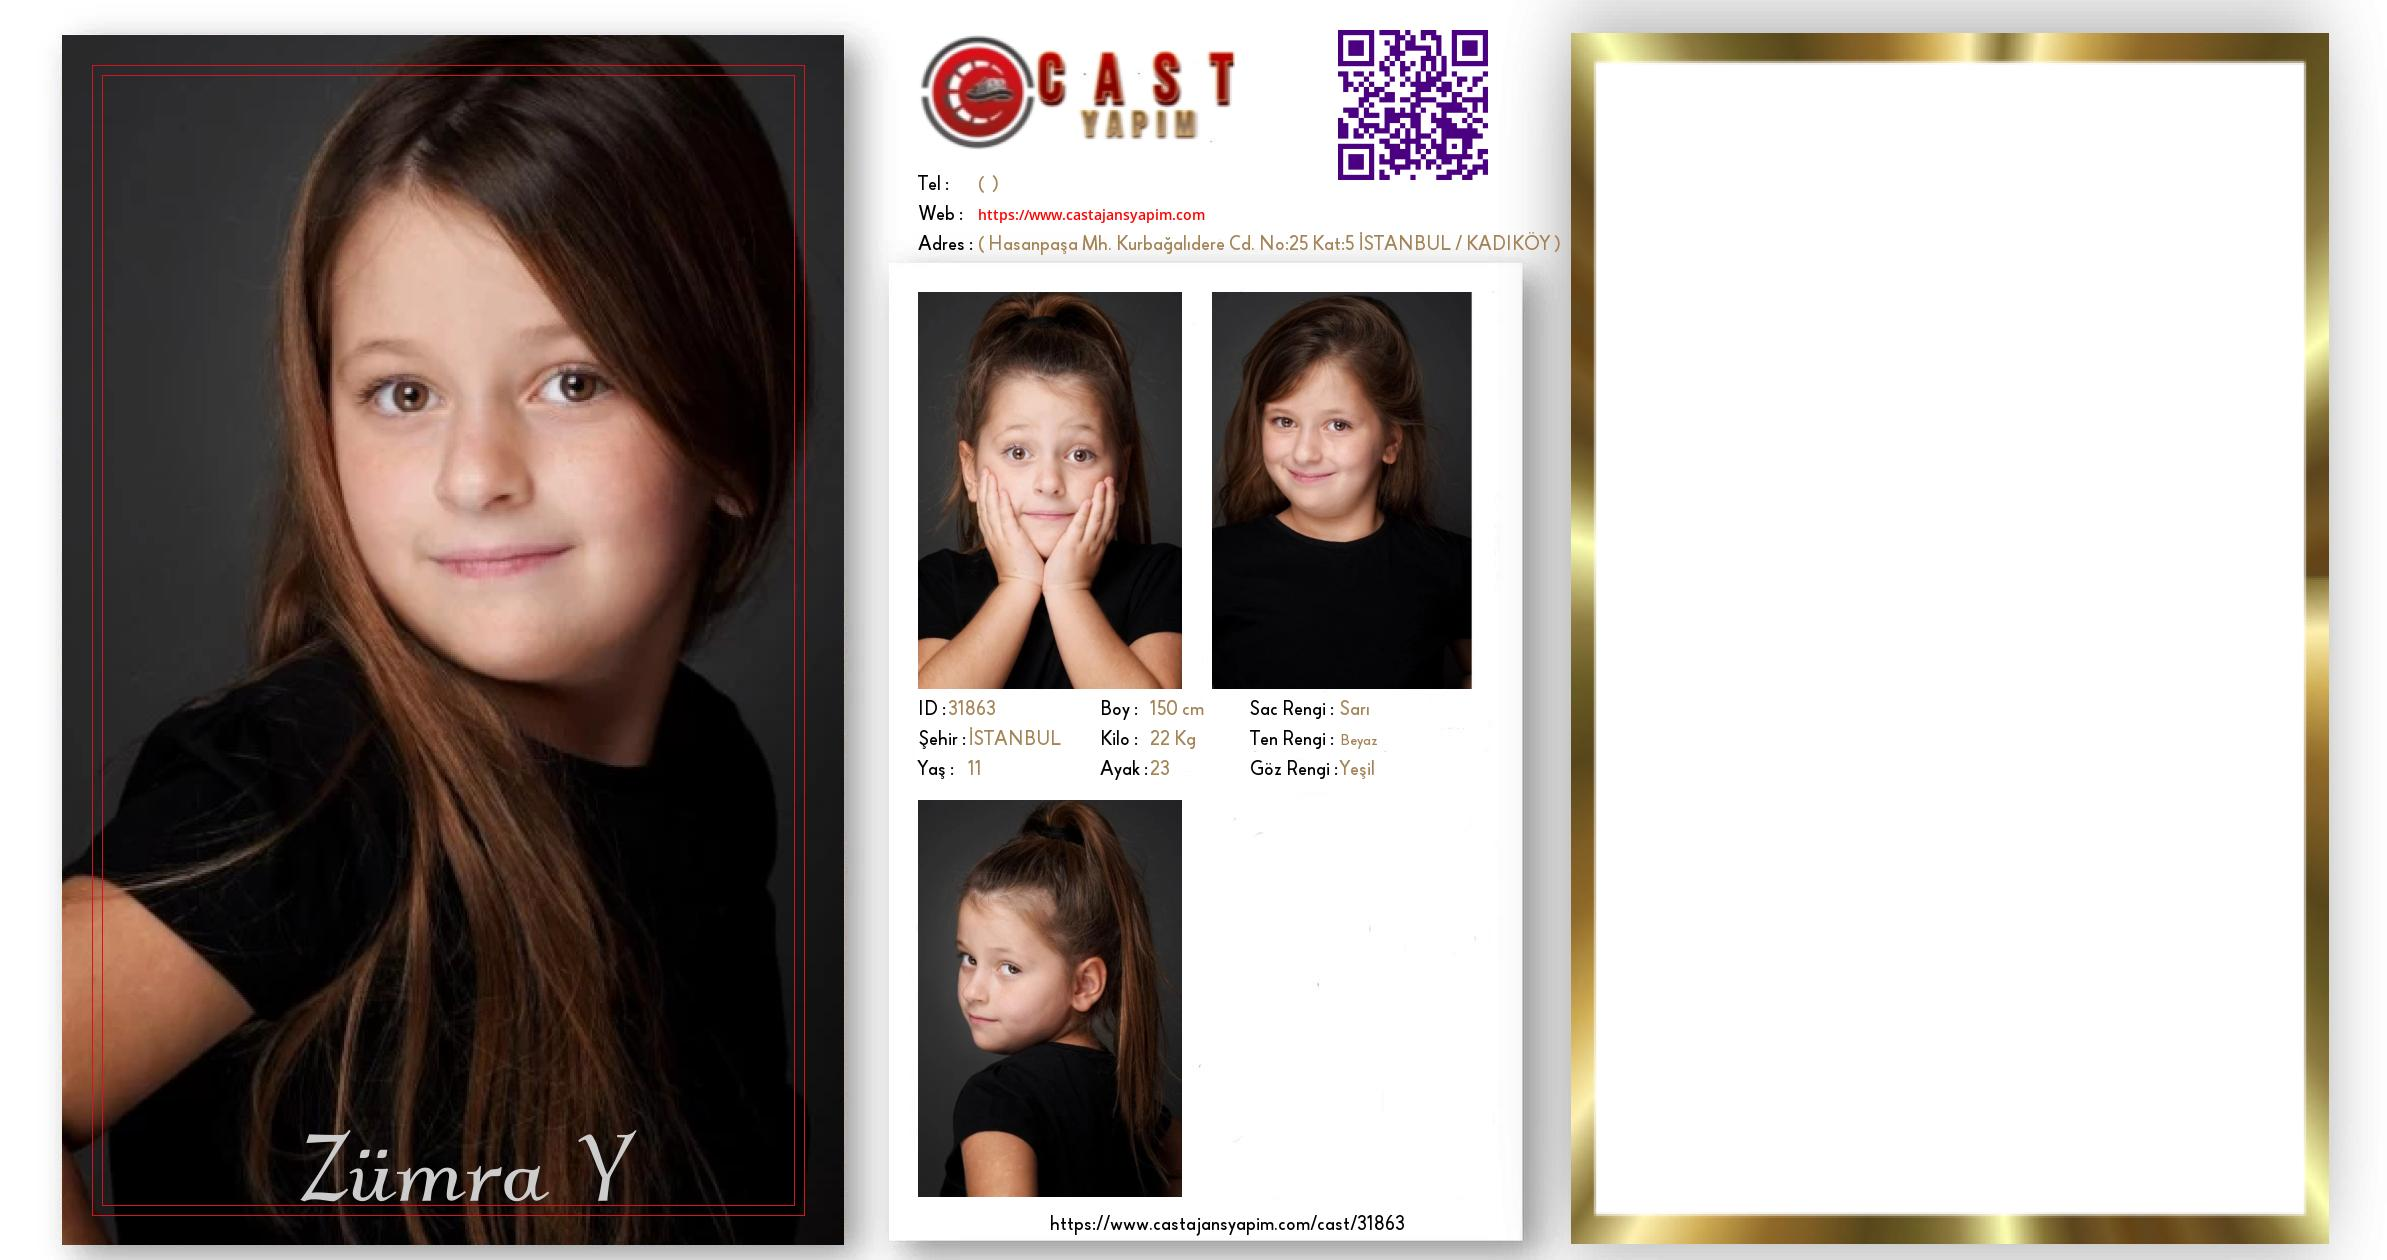 Zümra Y
CAST
YAPIM
Tel : ( )
Web : https://www.castajansyapim.com
Adres : ( Hasanpaşa Mh. Kurbağalıdere Cd. No:25 Kat:5 İSTANBUL / KADIKÖY )
ID : 31863 Boy : 150 cm Sac Rengi : Sarı
Şehir : İSTANBUL Kilo : 22 Kg Ten Rengi : Beyaz
Yaş : 11 Ayak : 23 Göz Rengi : Yeşil
https://www.castajansyapim.com/cast/31863